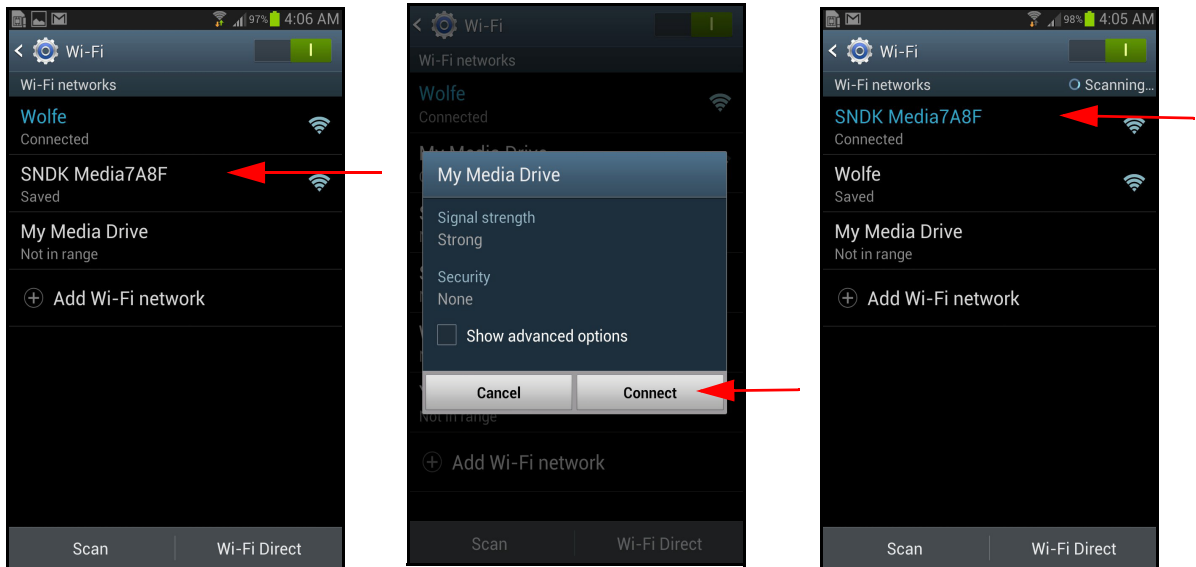 97% 4:06 AM
Wi-Fi
I
Wi-Fi networks
Wolfe
Connected
SNDK Media7A8F
Saved
My Media Drive
Not in range
Add Wi-Fi network
Scan Wi-Fi Direct
Wi-Fi
I
Wi-Fi networks
Wolfe
Connected
My Media Drive
My Media Drive
Signal strength
Strong
Security
None
Show advanced options
Cancel Connect
Not in range
Add Wi-Fi network
Scan Wi-Fi Direct
98% 4:05 AM
Wi-Fi
I
Wi-Fi networks Scanning...
SNDK Media7A8F
Connected
Wolfe
Saved
My Media Drive
Not in range
Add Wi-Fi network
Scan Wi-Fi Direct